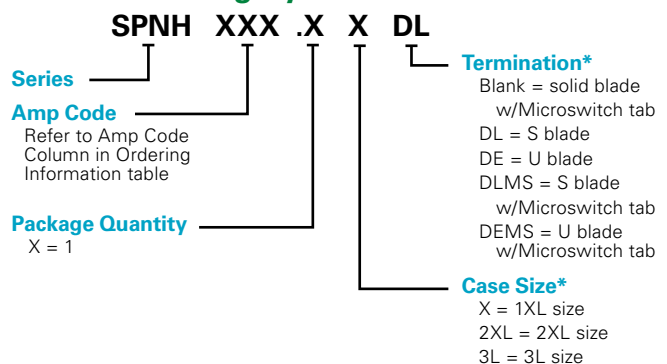 SPNH XXX .X X DL
Series
Amp Code
Refer to Amp Code
Column in Ordering
Information table
Package Quantity
X = 1
Termination*
Blank = solid blade
w/Microswitch tab
DL = S blade
DE = U blade
DLMS = S blade
w/Microswitch tab
DEMS = U blade
w/Microswitch tab
Case Size*
X = 1XL size
2XL = 2XL size
3L = 3L size